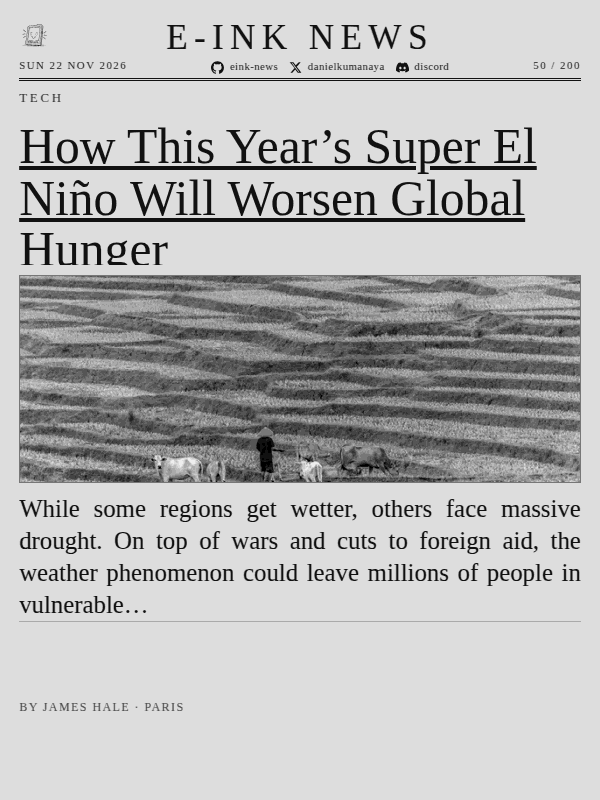 E-INK NEWS
SUN 22 NOV 2026
eink-news danielkumanaya discord
50 / 200
TECH
How This Year’s Super El
Niño Will Worsen Global
Hunger
While some regions get wetter, others face massive
drought. On top of wars and cuts to foreign aid, the
weather phenomenon could leave millions of people in
vulnerable…
BY JAMES HALE · PARIS